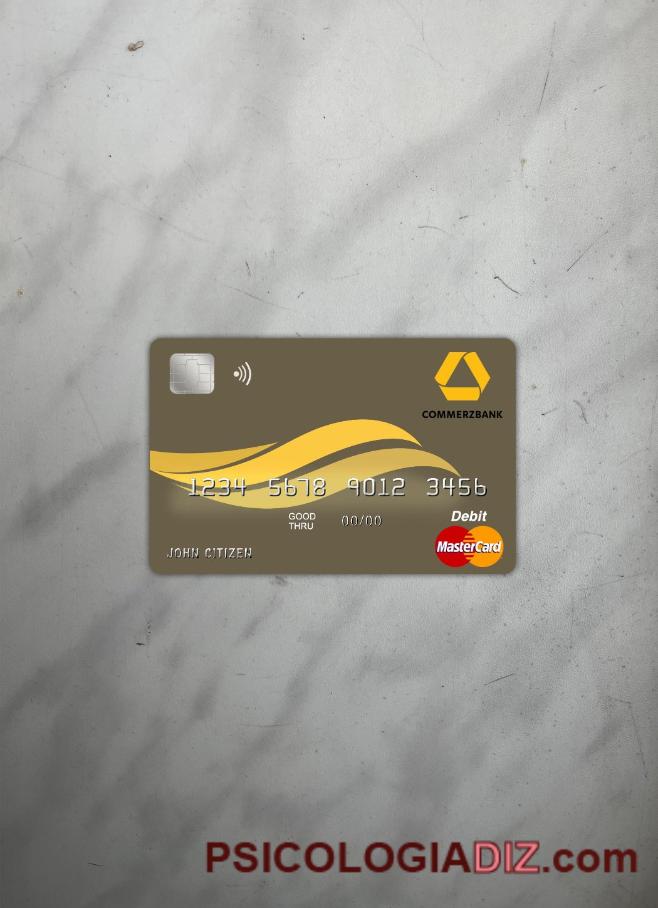 COMMERZBANK
1234 5678 9012 3456
GOOD
THRU
00/00
Debit
MasterCard
JOHN CITIZEN
PSICOLOGIADIZ.com